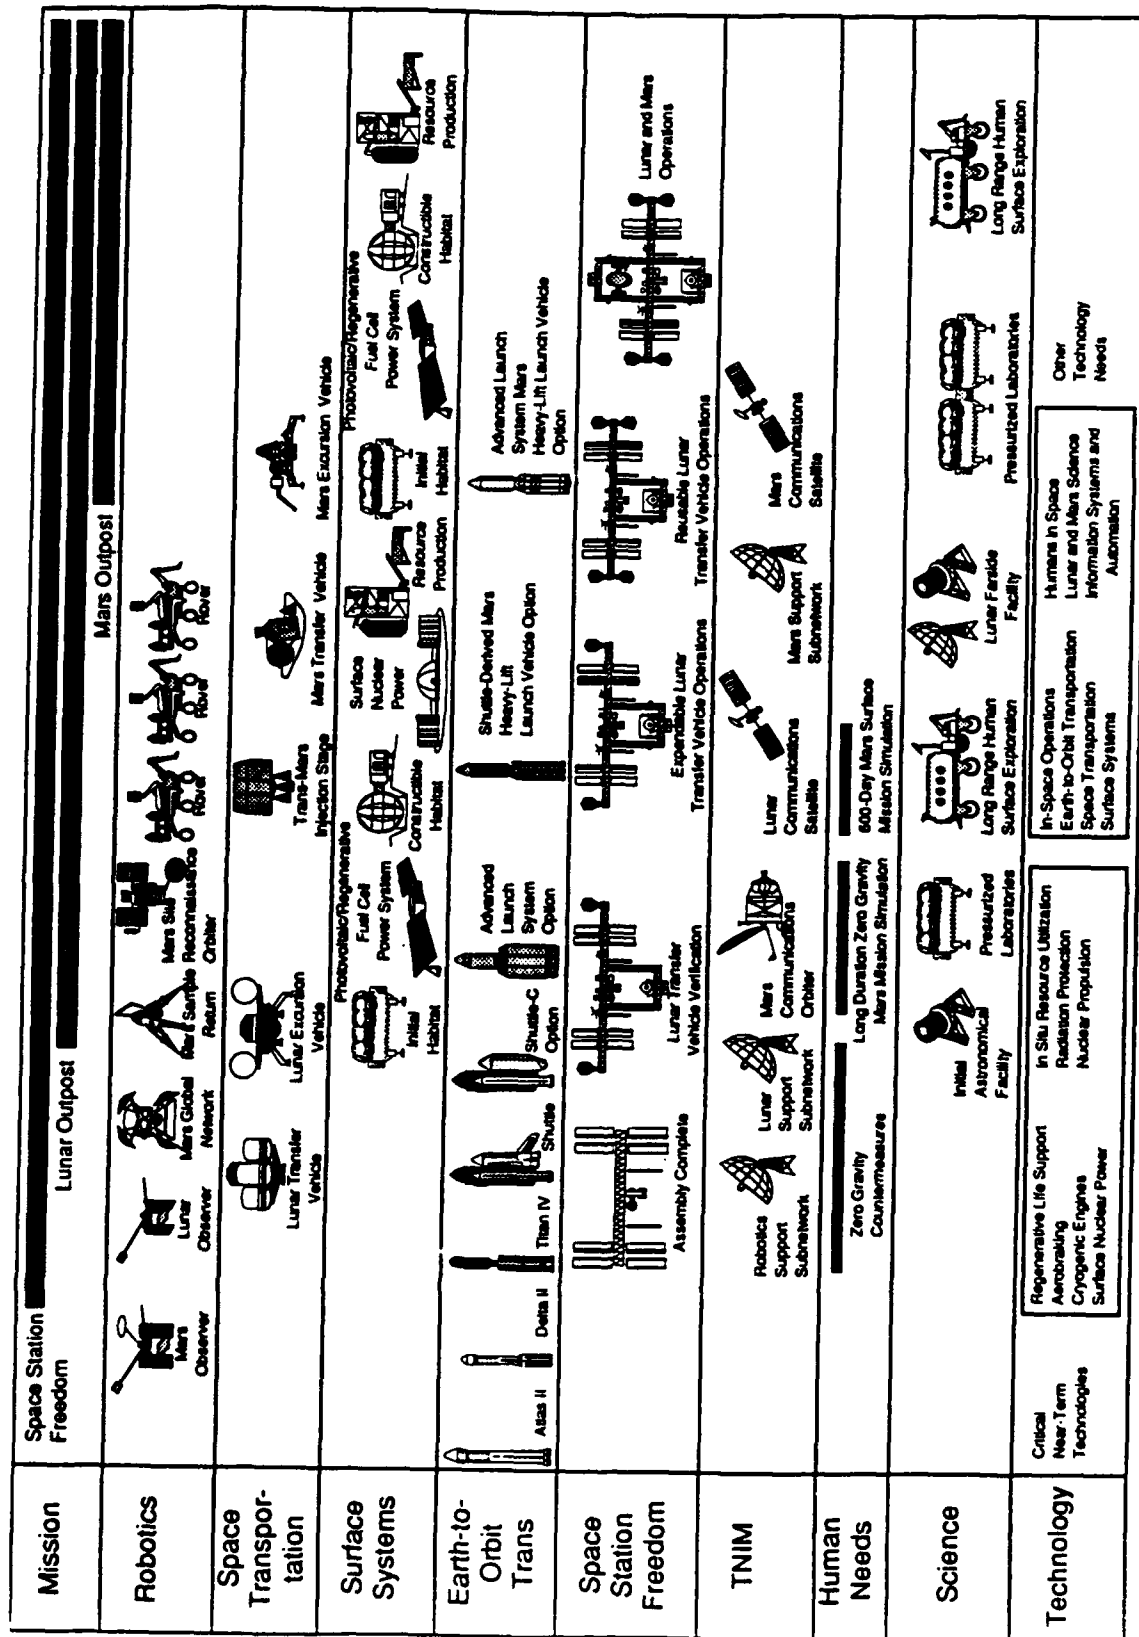 Mission
Space Station
Freedom
Lunar Outpost
Mars Outpost
Robotics
Mars
Observer
Lunar
Observer
Mars Global
Network
Mars Sample
Return
Mars Site
Reconnaissance
Orbiter
Rover
Rover
Rover
Space
Transpor-
tation
Lunar Transfer
Vehicle
Lunar Excursion
Vehicle
Trans-Mars
Injection Stage
Mars Transfer Vehicle
Mars Excursion Vehicle
Surface
Systems
Initial
Habitat
Photovoltaic/Regenerative
Fuel Cell
Power System
Constructible
Habitat
Surface
Nuclear
Power
Resource
Production
Initial
Habitat
Photovoltaic/Regenerative
Fuel Cell
Power System
Constructible
Habitat
Resource
Production
Earth-to-
Orbit
Trans
Atlas II
Delta II
Titan IV
Shuttle
Shuttle-C
Option
Advanced
Launch
System
Option
Shuttle-Derived Mars
Heavy-Lift
Launch Vehicle Option
Advanced Launch
System Mars
Heavy-Lift Launch Vehicle
Option
Space
Station
Freedom
Assembly Complete
Lunar Transfer
Vehicle Verification
Expendable Lunar
Transfer Vehicle Operations
Reutable Lunar
Transfer Vehicle Operations
Lunar and Mars
Operations
TNIM
Robotics
Support
Subnetwork
Lunar
Support
Subnetwork
Mars
Communications
Orbiter
Lunar
Communications
Satellite
Mars Support
Subnetwork
Mars
Communications
Satellite
Human
Needs
Zero Gravity
Countermeasures
Long Duration Zero Gravity
Mars Mission Simulation
600-Day Mars Surface
Mission Simulation
Science
Initial
Astronomical
Facility
Pressurized
Laboratories
Long Range Human
Surface Exploration
Lunar Farside
Facility
Pressurized Laboratories
Long Range Human
Surface Exploration
Technology
Critical
Near-Term
Technologies
Regenerative Life Support
Aerobraking
Cryogenic Engines
Surface Nuclear Power
In Situ Resource Utilization
Radiation Protection
Nuclear Propulsion
In-Space Operations
Earth-to-Orbit Transportation
Space Transportation
Surface Systems
Humans in Space
Lunar and Mars Science
Information Systems and
Automation
Other
Technology
Needs